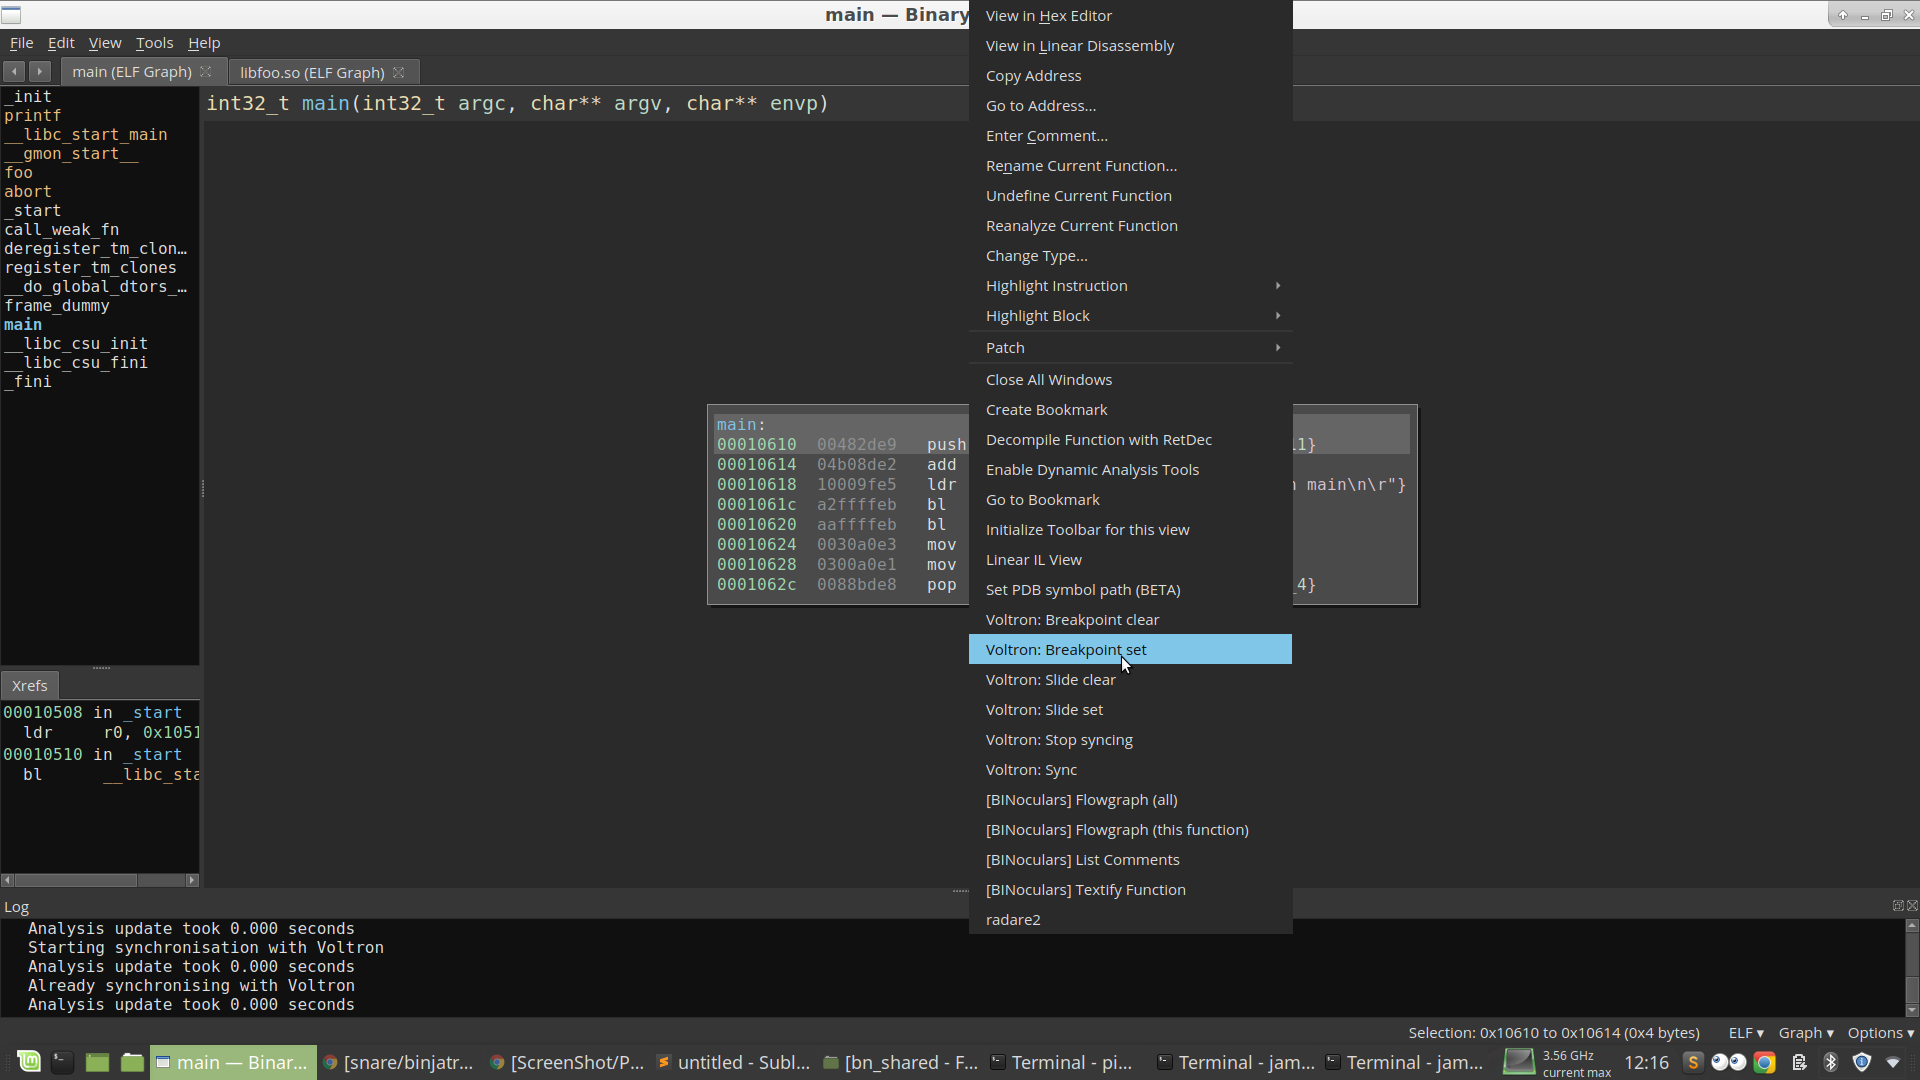 main — Binary
File Edit View Tools Help
main (ELF Graph) libfoo.so (ELF Graph)
int32_t main(int32_t argc, char** argv, char** envp)
_init
printf
__libc_start_main
__gmon_start__
foo
abort
_start
call_weak_fn
deregister_tm_clon…
register_tm_clones
__do_global_dtors_…
frame_dummy
main
__libc_csu_init
__libc_csu_fini
_fini
Xrefs
00010508 in _start
ldr r0, 0x1051
00010510 in _start
bl __libc_sta
main:
00010610 00482de9 push 11}
00010614 04b08de2 add
00010618 10009fe5 ldr main\n\r"}
0001061c a2ffffeb bl
00010620 aaffffeb bl
00010624 0030a0e3 mov
00010628 0300a0e1 mov
0001062c 0088bde8 pop _4}
View in Hex Editor
View in Linear Disassembly
Copy Address
Go to Address...
Enter Comment...
Rename Current Function...
Undefine Current Function
Reanalyze Current Function
Change Type...
Highlight Instruction
Highlight Block
Patch
Close All Windows
Create Bookmark
Decompile Function with RetDec
Enable Dynamic Analysis Tools
Go to Bookmark
Initialize Toolbar for this view
Linear IL View
Set PDB symbol path (BETA)
Voltron: Breakpoint clear
Voltron: Breakpoint set
Voltron: Slide clear
Voltron: Slide set
Voltron: Stop syncing
Voltron: Sync
[BINoculars] Flowgraph (all)
[BINoculars] Flowgraph (this function)
[BINoculars] List Comments
[BINoculars] Textify Function
radare2
Log
Analysis update took 0.000 seconds
Starting synchronisation with Voltron
Analysis update took 0.000 seconds
Already synchronising with Voltron
Analysis update took 0.000 seconds
Selection: 0x10610 to 0x10614 (0x4 bytes) ELF Graph Options
main — Binar... [snare/binjatr... [ScreenShot/P... untitled - Subl... [bn_shared - F... Terminal - pi... Terminal - jam... Terminal - jam... 3.56 GHz
current max
12:16